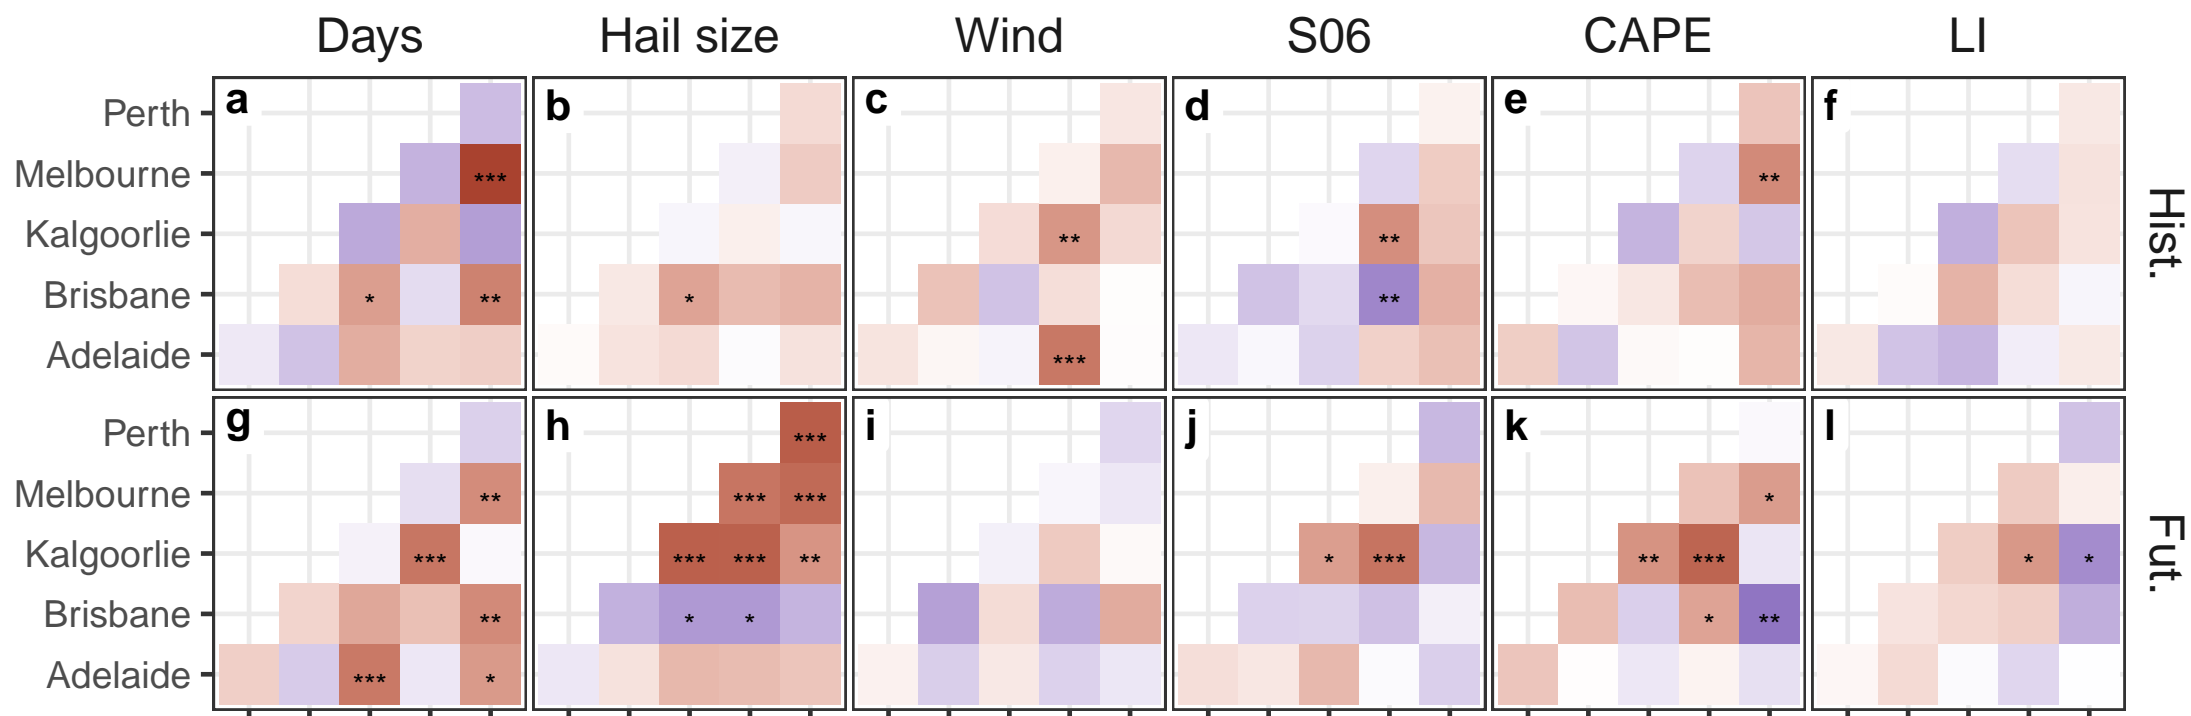 Days Hail size Wind S06 CAPE LI
a b c d e f
Perth
Melbourne *** **
Kalgoorlie ** **
Brisbane * ** * **
Adelaide ***
Hist.
g h i j k l
Perth ***
Melbourne ** *** *** *
Kalgoorlie *** *** *** ** * *** ** *** * *
Brisbane ** * * * **
Adelaide *** *
Fut.